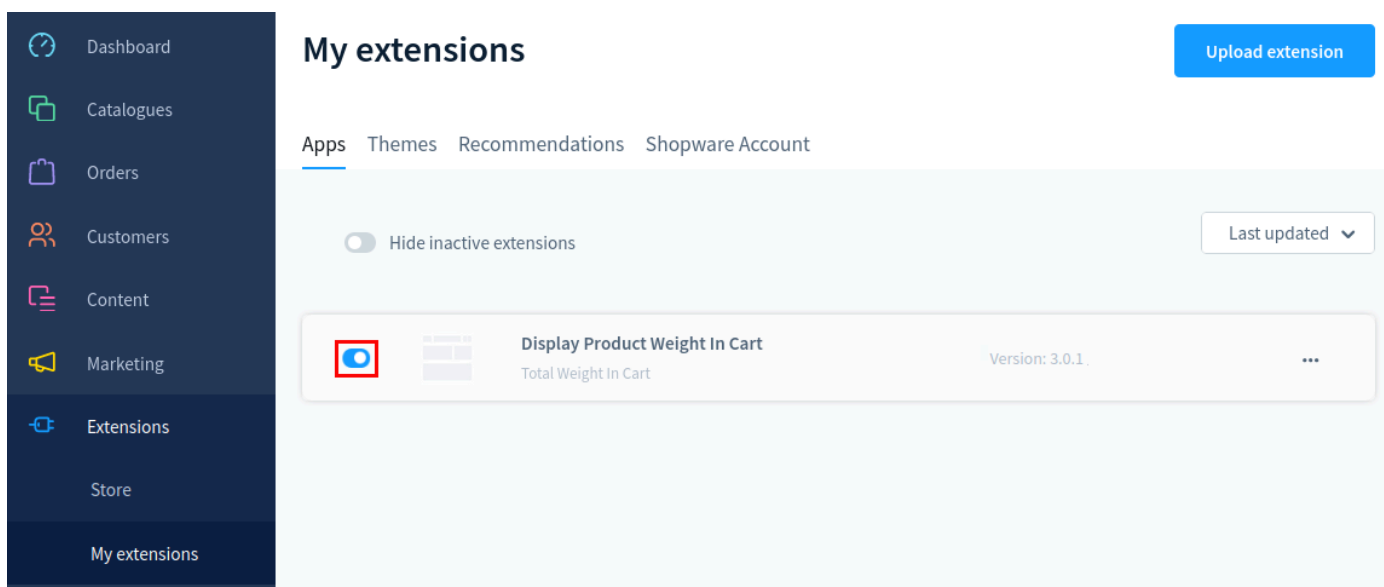 Dashboard
Catalogues
Orders
Customers
Content
Marketing
Extensions
Store
My extensions
My extensions
Upload extension
Apps Themes Recommendations Shopware Account
Hide inactive extensions
Last updated
Display Product Weight In Cart
Total Weight In Cart
Version: 3.0.1